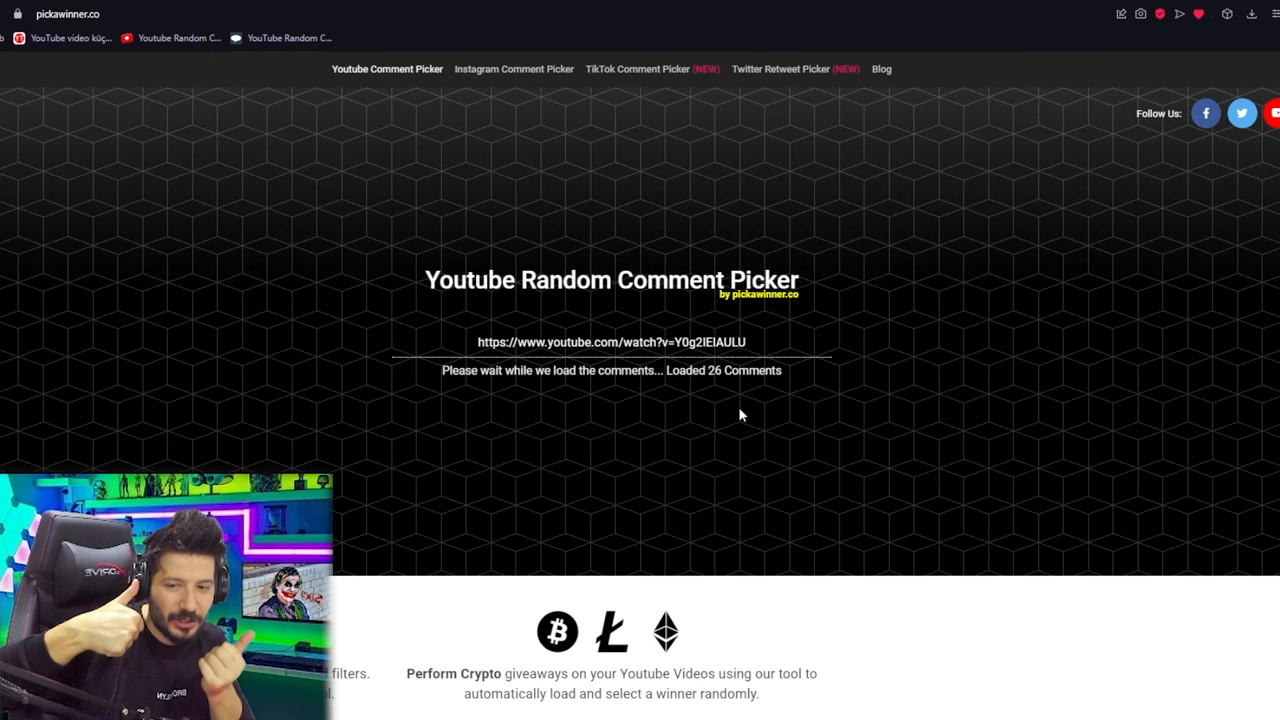 pickawinner.co
YouTube video küç...
Youtube Random C...
YouTube Random C...
Youtube Comment Picker
Instagram Comment Picker
TikTok Comment Picker (NEW)
Twitter Retweet Picker (NEW)
Blog
Follow Us:
Youtube Random Comment Picker
by pickawinner.co
https://www.youtube.com/watch?v=Y0g2IEIAULU
Please wait while we load the comments... Loaded 26 Comments
filters.
Perform Crypto giveaways on your Youtube Videos using our tool to
automatically load and select a winner randomly.